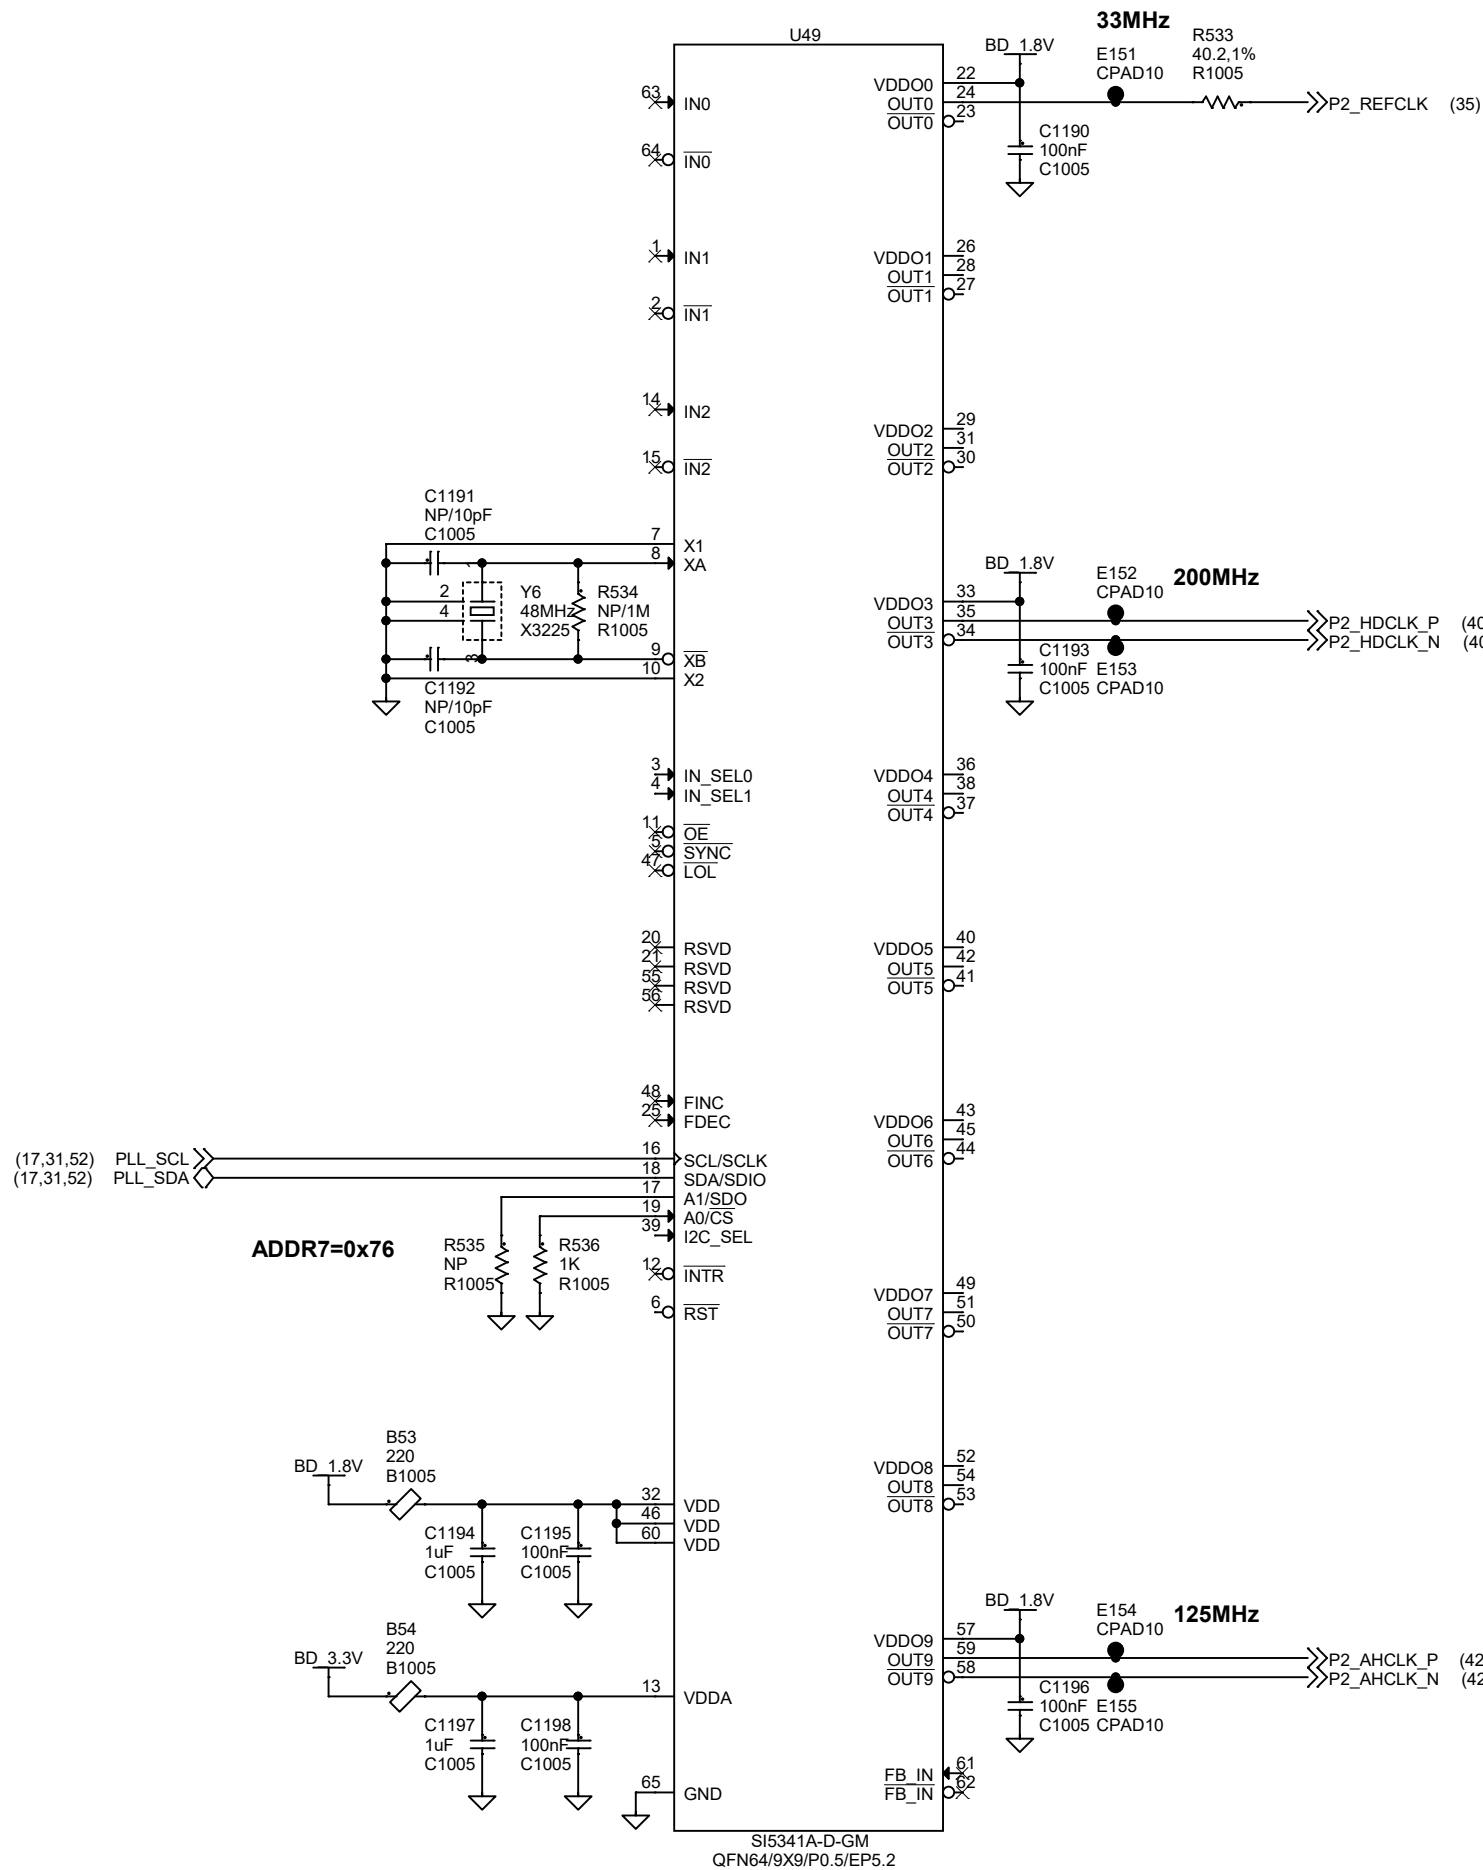 33MHz
U49
BD_1.8V
E151
CPAD10
R533
40.2,1%
R1005
63
IN0
VDDO0
22
OUT0
24
OUT0
23
P2_REFCLK (35)
64
IN0
C1190
100nF
C1005
1
IN1
VDDO1
26
OUT1
28
OUT1
27
2
IN1
14
IN2
VDDO2
29
OUT2
31
OUT2
30
15
IN2
C1191
NP/10pF
C1005
7
X1
8
XA
1
2
4
3
Y6
48MHz
X3225
R534
NP/1M
R1005
9
XB
10
X2
C1192
NP/10pF
C1005
BD_1.8V
E152
CPAD10
200MHz
VDDO3
33
OUT3
35
OUT3
34
P2_HDCLK_P (40
P2_HDCLK_N (40
C1193
100nF
C1005
E153
CPAD10
3
IN_SEL0
4
IN_SEL1
VDDO4
36
OUT4
38
OUT4
37
11
OE
5
SYNC
47
LOL
20
RSVD
21
RSVD
55
RSVD
56
RSVD
VDDO5
40
OUT5
42
OUT5
41
48
FINC
25
FDEC
VDDO6
43
OUT6
45
OUT6
44
(17,31,52) PLL_SCL
16
SCL/SCLK
(17,31,52) PLL_SDA
18
SDA/SDIO
17
A1/SDO
19
A0/CS
39
I2C_SEL
ADDR7=0x76
R535
NP
R1005
R536
1K
R1005
12
INTR
6
RST
VDDO7
49
OUT7
51
OUT7
50
B53
220
B1005
BD_1.8V
32
VDD
46
VDD
60
VDD
C1194
1uF
C1005
C1195
100nF
C1005
VDDO8
52
OUT8
54
OUT8
53
B54
220
B1005
BD_3.3V
13
VDDA
C1197
1uF
C1005
C1198
100nF
C1005
BD_1.8V
E154
CPAD10
125MHz
VDDO9
57
OUT9
59
OUT9
58
P2_AHCLK_P (42
P2_AHCLK_N (42
C1196
100nF
C1005
E155
CPAD10
65
GND
FB_IN
61
FB_IN
62
SI5341A-D-GM
QFN64/9X9/P0.5/EP5.2